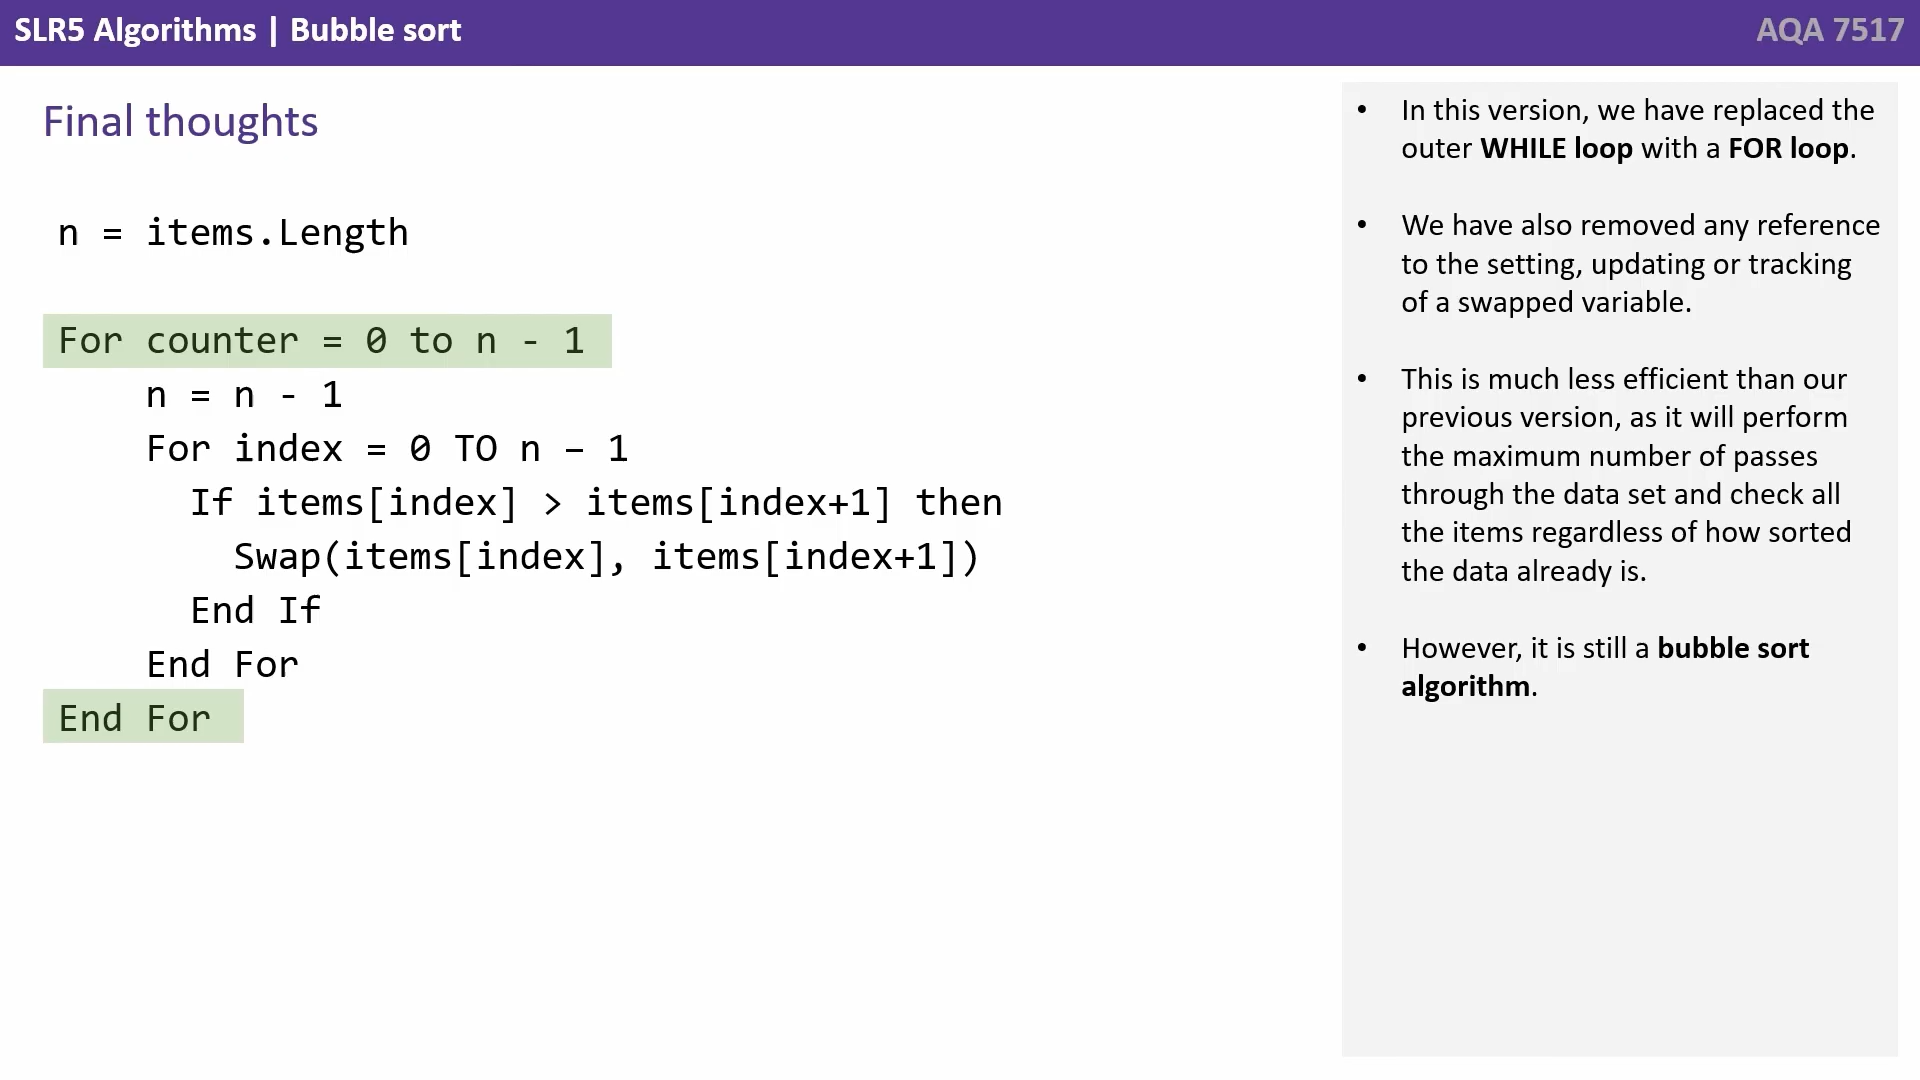 SLR5 Algorithms | Bubble sort
AQA 7517
Final thoughts
n = items.Length
For counter = 0 to n - 1
n = n - 1
For index = 0 TO n – 1
If items[index] > items[index+1] then
Swap(items[index], items[index+1])
End If
End For
End For
• In this version, we have replaced the
outer WHILE loop with a FOR loop.
• We have also removed any reference
to the setting, updating or tracking
of a swapped variable.
• This is much less efficient than our
previous version, as it will perform
the maximum number of passes
through the data set and check all
the items regardless of how sorted
the data already is.
• However, it is still a bubble sort
algorithm.